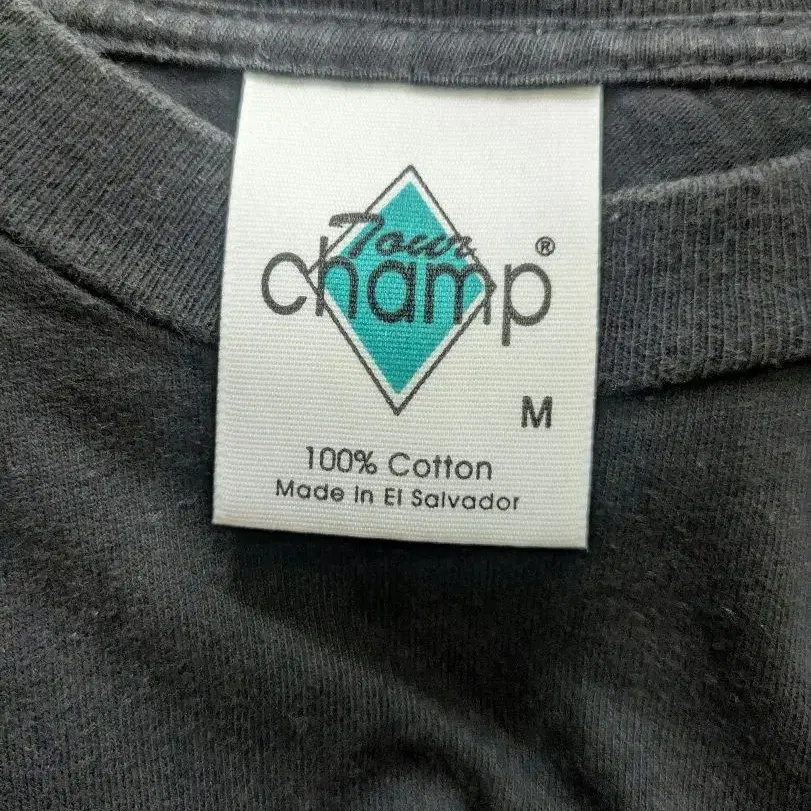 Tour
champ®
M
100% Cotton
Made in El Salvador